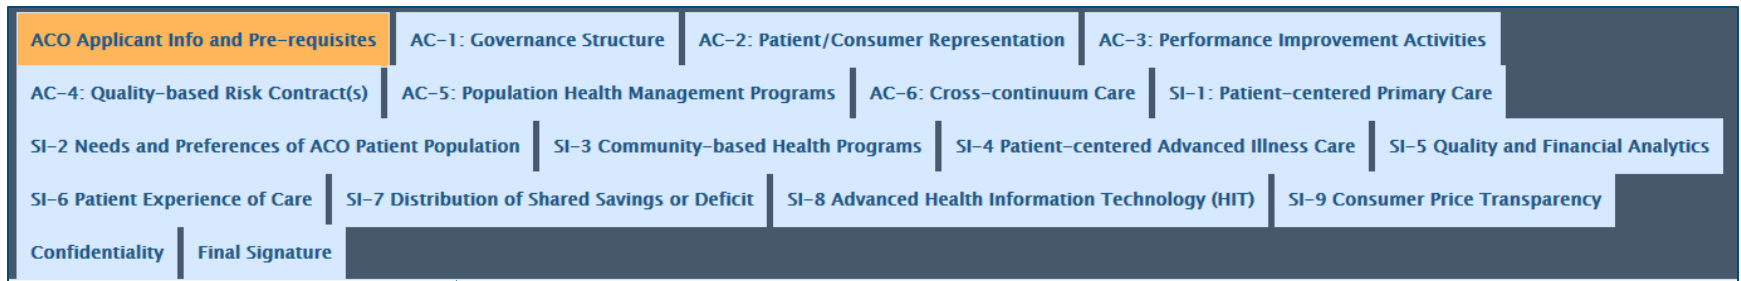 ACO Applicant Info and Pre-requisites AC-1: Governance Structure AC-2: Patient/Consumer Representation AC-3: Performance Improvement Activities
AC-4: Quality-based Risk Contract(s) AC-5: Population Health Management Programs AC-6: Cross-continuum Care SI-1: Patient-centered Primary Care
SI-2 Needs and Preferences of ACO Patient Population SI-3 Community-based Health Programs SI-4 Patient-centered Advanced Illness Care SI-5 Quality and Financial Analytics
SI-6 Patient Experience of Care SI-7 Distribution of Shared Savings or Deficit SI-8 Advanced Health Information Technology (HIT) SI-9 Consumer Price Transparency
Confidentiality Final Signature